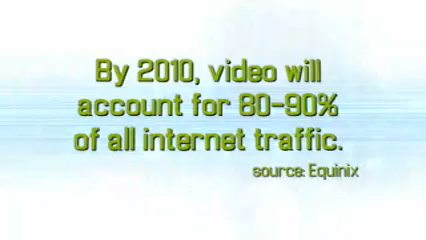 By 2010, video will
account for 80-90%
of all internet traffic.
source: Equinix